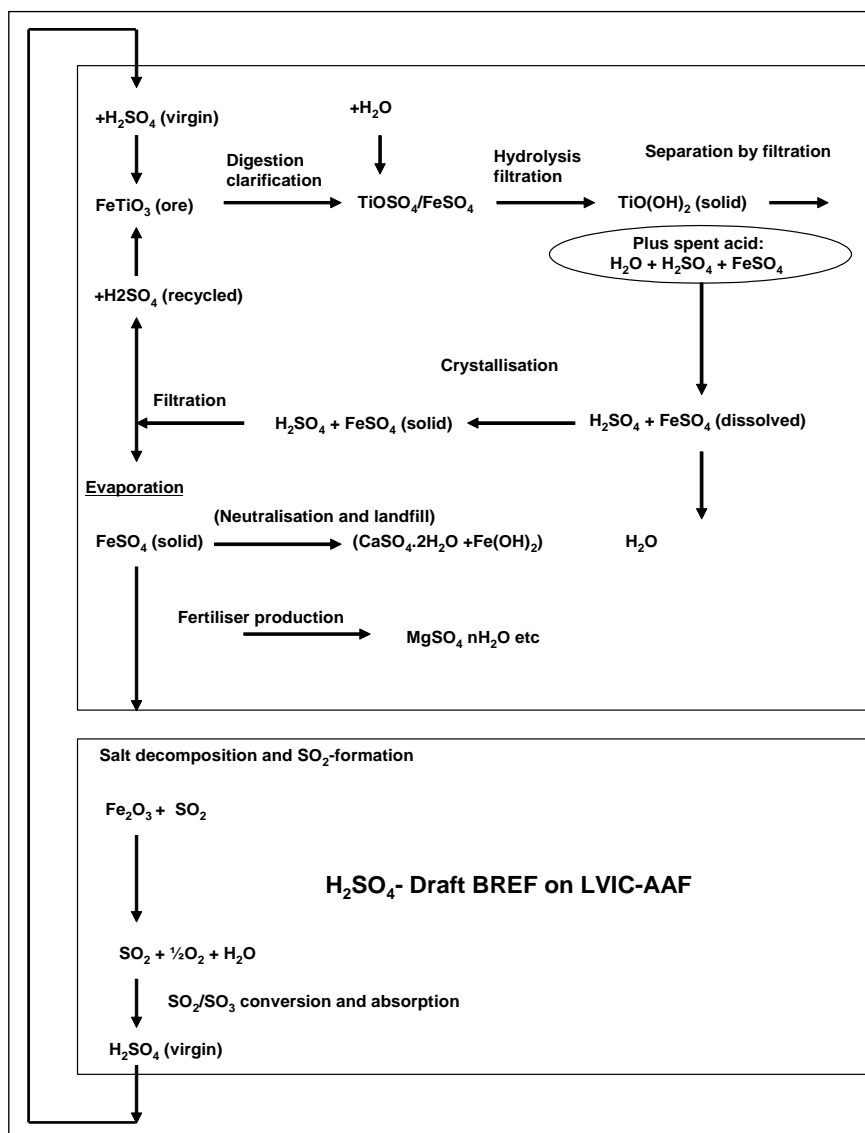 +H₂SO₄ (virgin)
+H₂O
Digestion
clarification
Hydrolysis
filtration
Separation by filtration
FeTiO₃ (ore)
TiOSO₄/FeSO₄
TiO(OH)₂ (solid)
Plus spent acid:
H₂O + H₂SO₄ + FeSO₄
+H2SO₄ (recycled)
Crystallisation
Filtration
H₂SO₄ + FeSO₄ (solid)
H₂SO₄ + FeSO₄ (dissolved)
Evaporation
(Neutralisation and landfill)
FeSO₄ (solid)
(CaSO₄.2H₂O +Fe(OH)₂)
H₂O
Fertiliser production
MgSO₄ nH₂O etc
Salt decomposition and SO₂-formation
Fe₂O₃ + SO₂
H₂SO₄- Draft BREF on LVIC-AAF
SO₂ + ½O₂ + H₂O
SO₂/SO₃ conversion and absorption
H₂SO₄ (virgin)